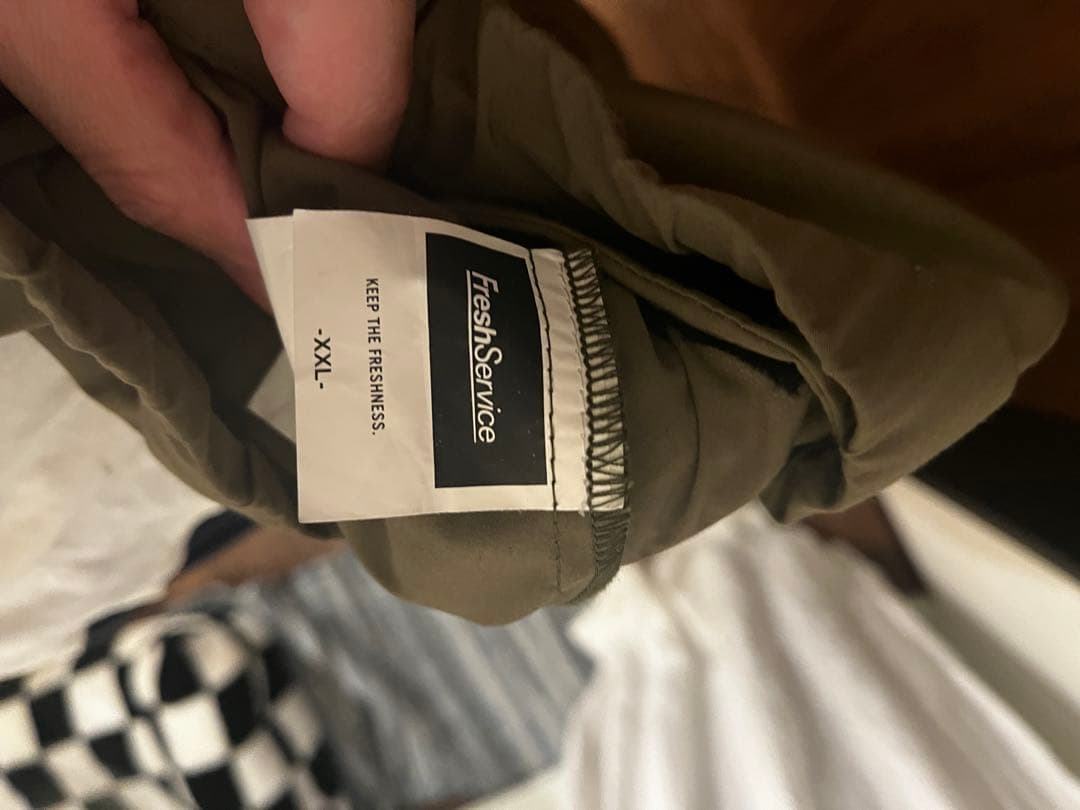 FreshService
KEEP THE FRESHNESS.
-XXL-